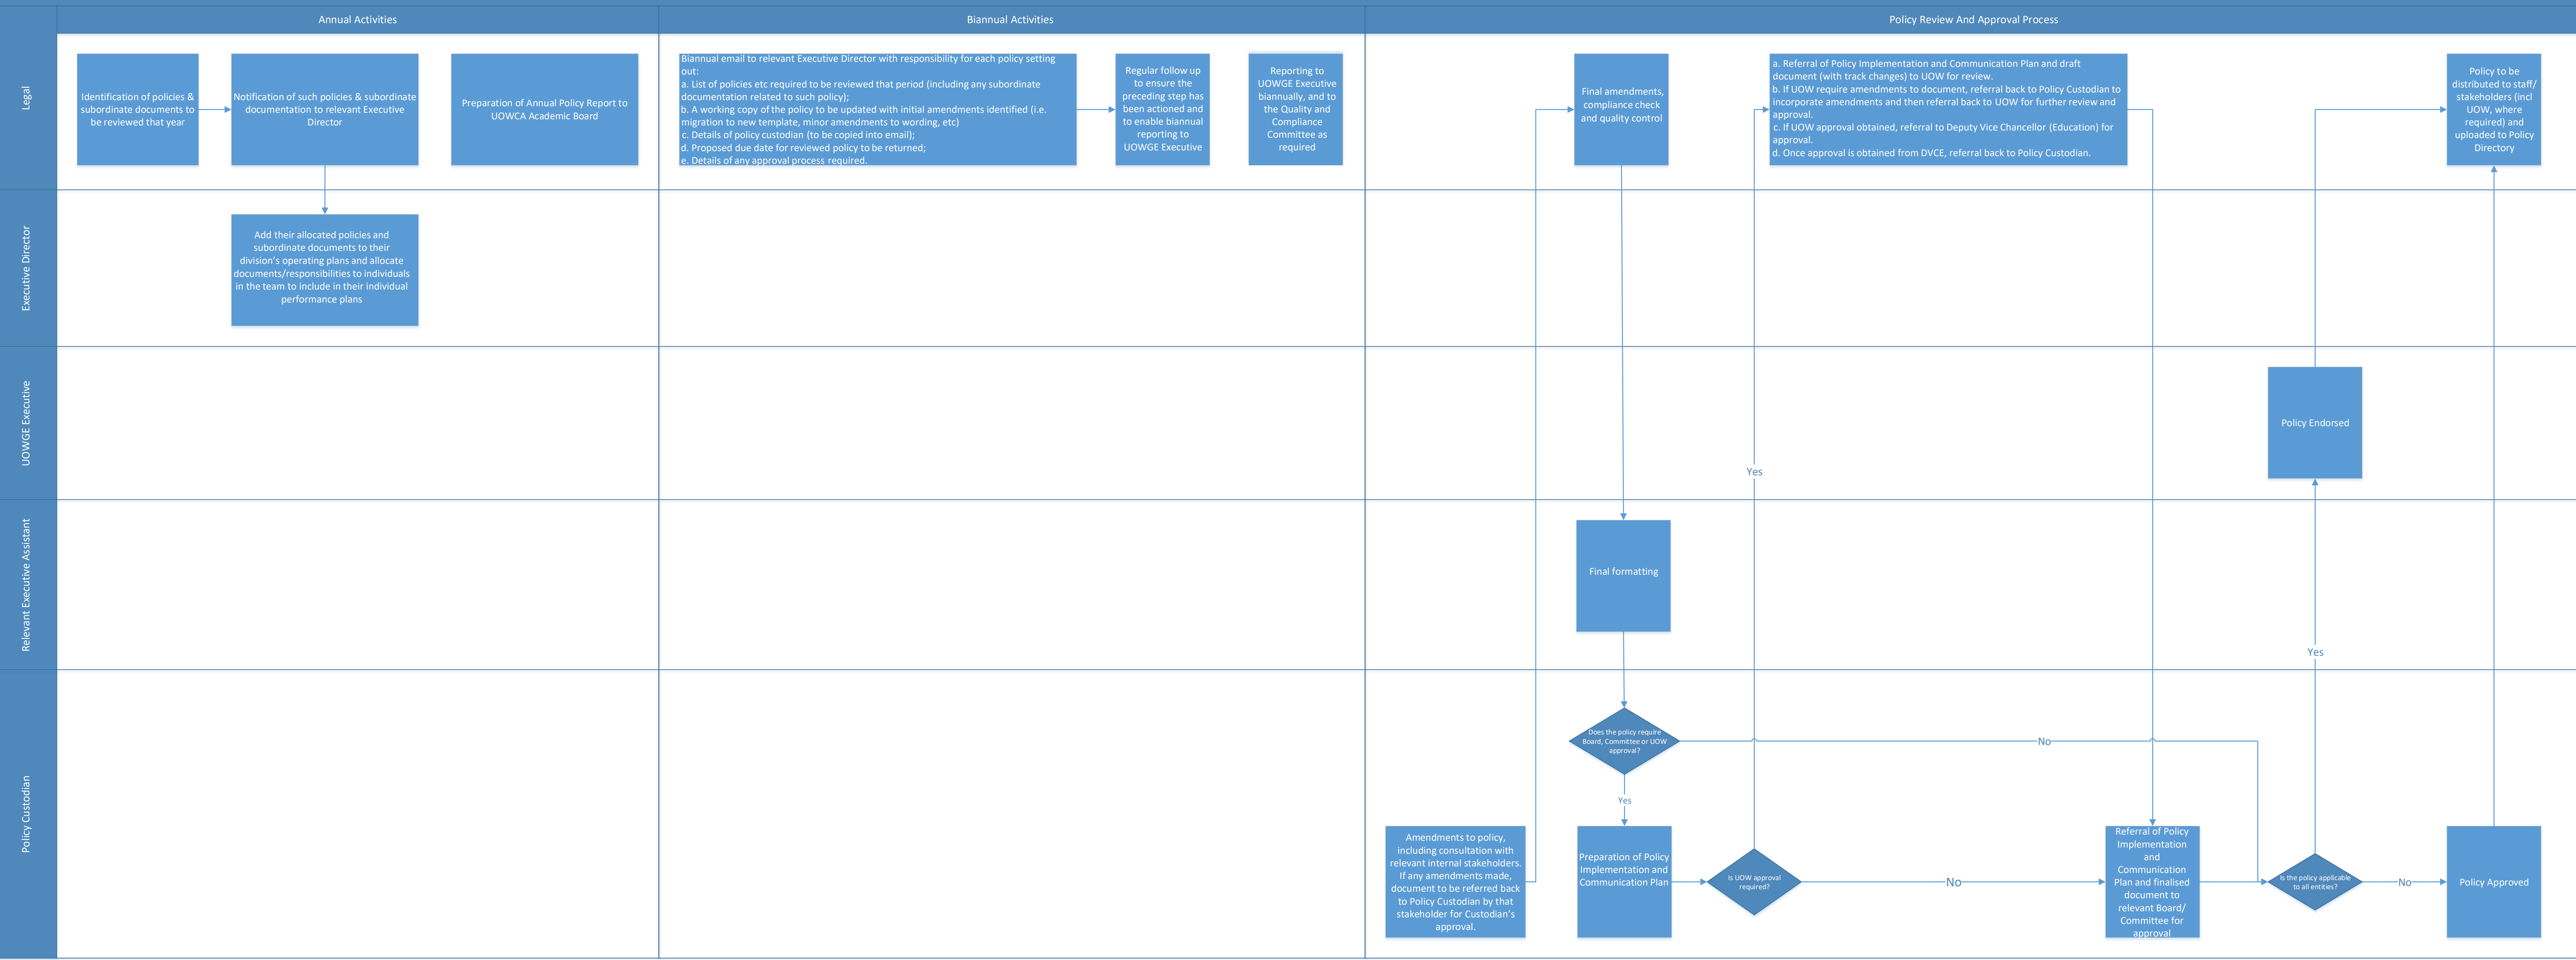 Annual Activities
Biannual Activities
Policy Review And Approval Process
Legal
Identification of policies &
subordinate documents to
be reviewed that year
Notification of such policies & subordinate
documentation to relevant Executive
Director
Preparation of Annual Policy Report to
UOWCA Academic Board
Biannual email to relevant Executive Director with responsibility for each policy setting
out:
a. List of policies etc required to be reviewed that period (including any subordinate
documentation related to such policy);
b. A working copy of the policy to be updated with initial amendments identified (i.e.
migration to new template, minor amendments to wording, etc)
c. Details of policy custodian (to be copied into email);
d. Proposed due date for reviewed policy to be returned;
e. Details of any approval process required.
Regular follow up
to ensure the
preceding step has
been actioned and
to enable biannual
reporting to
UOWGE Executive
Reporting to
UOWGE Executive
biannually, and to
the Quality and
Compliance
Committee as
required
Final amendments,
compliance check
and quality control
a. Referral of Policy Implementation and Communication Plan and draft
document (with track changes) to UOW for review.
b. If UOW require amendments to document, referral back to Policy Custodian to
incorporate amendments and then referral back to UOW for further review and
approval.
c. If UOW approval obtained, referral to Deputy Vice Chancellor (Education) for
approval.
d. Once approval is obtained from DVCE, referral back to Policy Custodian.
Policy to be
distributed to staff/
stakeholders (incl
UOW, where
required) and
uploaded to Policy
Directory
Executive Director
Add their allocated policies and
subordinate documents to their
division's operating plans and allocate
documents/responsibilities to individuals
in the team to include in their individual
performance plans
UOWGE Executive
Policy Endorsed
Yes
Relevant Executive Assistant
Final formatting
Yes
Policy Custodian
Does the policy require
Board, Committee or UOW
approval?
No
Yes
Amendments to policy,
including consultation with
relevant internal stakeholders.
If any amendments made,
document to be referred back
to Policy Custodian by that
stakeholder for Custodian's
approval.
Preparation of Policy
Implementation and
Communication Plan
Is UOW approval
required?
No
Referral of Policy
Implementation
and
Communication
Plan and finalised
document to
relevant Board/
Committee for
approval
Is the policy applicable
to all entities?
No
Policy Approved